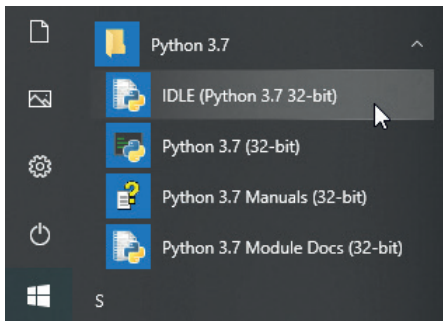 Python 3.7
IDLE (Python 3.7 32-bit)
Python 3.7 (32-bit)
Python 3.7 Manuals (32-bit)
Python 3.7 Module Docs (32-bit)
S